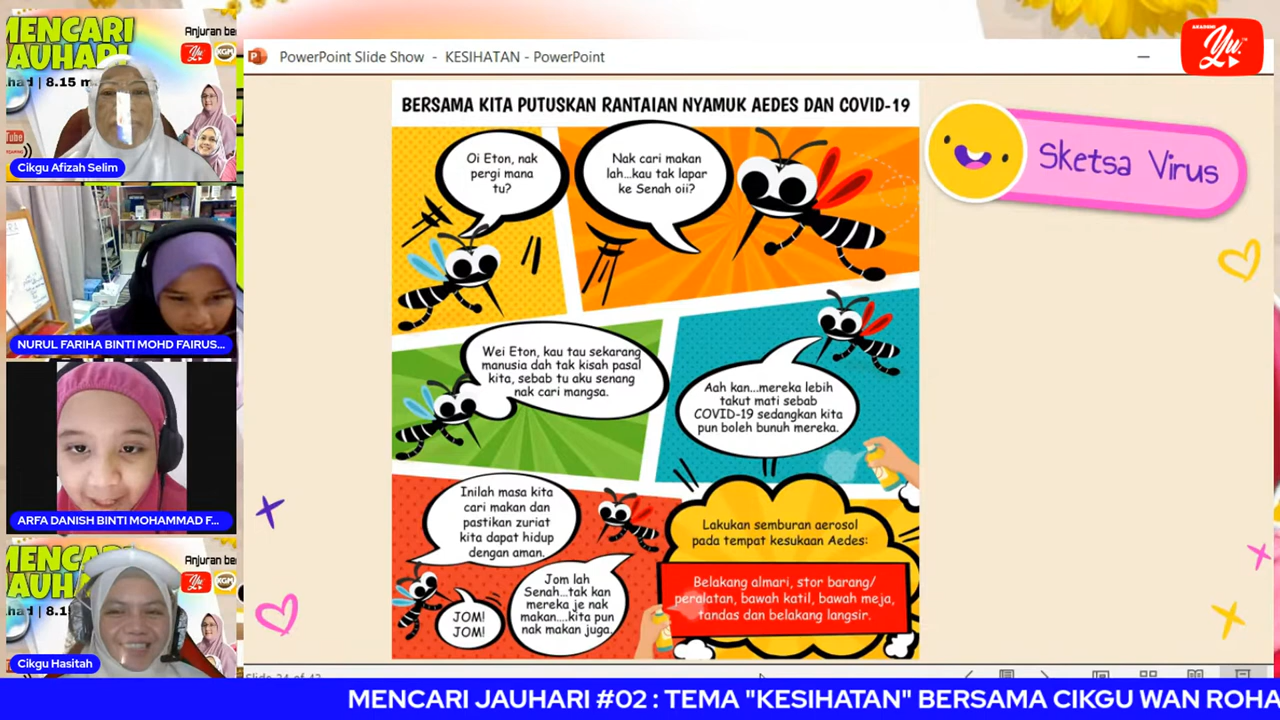 MENCARI
JAUHARI
Anjuran be
had | 8.15 m
Cikgu Afizah Selim
NURUL FARIHA BINTI MOHD FAIRUS...
ARFA DANISH BINTI MOHAMMAD F...
MENCARI
Anjuran be
had | 8.1
Cikgu Hasitah
PowerPoint Slide Show - KESIHATAN - PowerPoint
BERSAMA KITA PUTUSKAN RANTAIAN NYAMUK AEDES DAN COVID-19
Oi Eton, nak
pergi mana
tu?
Nak cari makan
lah...kau tak lapar
ke Senah oii?
Wei Eton, kau tau sekarang
manusia dah tak kisah pasal
kita, sebab tu aku senang
nak cari mangsa.
Aah kan...mereka lebih
takut mati sebab
COVID-19 sedangkan kita
pun boleh bunuh mereka.
Inilah masa kita
cari makan dan
pastikan zuriat
kita dapat hidup
dengan aman.
JOM!
JOM!
Jom lah
Senah...tak kan
mereka je nak
makan....kita pun
nak makan juga.
Lakukan semburan aerosol
pada tempat kesukaan Aedes:
Belakang almari, stor barang/
peralatan, bawah katil, bawah meja,
tandas dan belakang langsir.
Sketsa Virus
MENCARI JAUHARI #02 : TEMA "KESIHATAN" BERSAMA CIKGU WAN ROHA